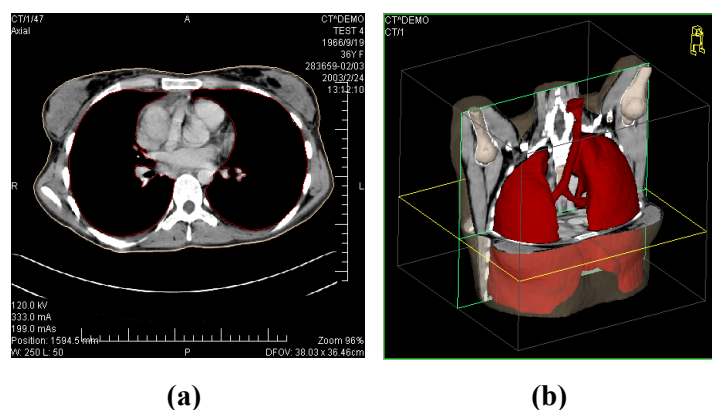 CT/1/47
A
CT^DEMO
Axial
TEST 4
1966/9/19
36Y F
283659-02/03
2003/2/24
13:12:10
R
L
120.0 kV
333.0 mA
199.0 mAs
Position: 1594.5 mm
W: 250 L: 50
P
Zoom 96%
DFOV: 38.03 x 36.46cm
CT^DEMO
CT/1
(a)
(b)